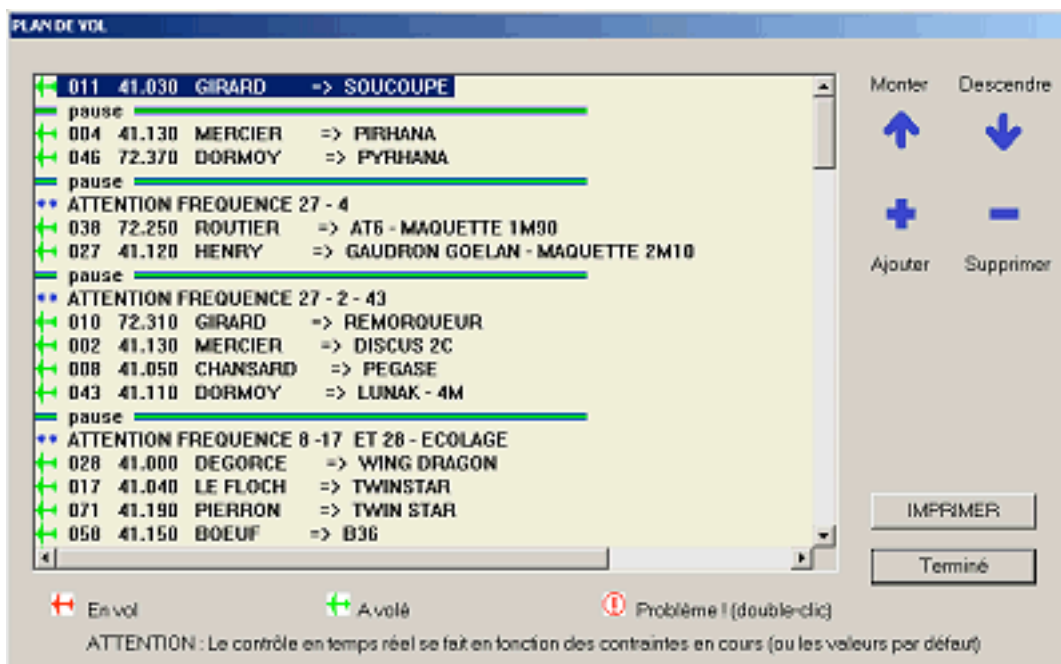 PLAN DE VOL
011 41.030 GIRARD => SOUCOUPE
pause
004 41.130 MERCIER => PIRHANA
046 72.370 DORMOY => PYRHANA
pause
ATTENTION FREQUENCE 27 - 4
038 72.250 ROUTIER => AT6 - MAQUETTE 1M90
027 41.120 HENRY => GAUDRON GOELAN - MAQUETTE 2M10
pause
ATTENTION FREQUENCE 27 - 2 - 43
010 72.310 GIRARD => REMORQUEUR
002 41.130 MERCIER => DISCUS 2C
008 41.050 CHANSARD => PEGASE
043 41.110 DORMOY => LUNAK - 4M
pause
ATTENTION FREQUENCE 8 -17 ET 28 - ECOLAGE
028 41.000 DEGORCE => WING DRAGON
017 41.040 LE FLOCH => TWINSTAR
071 41.190 PIERRON => TWIN STAR
050 41.150 BOEUF => B36
Monter Descendre
Ajouter Supprimer
IMPRIMER
Terminé
En vol A volé Problème ! (double-clic)
ATTENTION : Le contrôle en temps réel se fait en fonction des contraintes en cours (ou les valeurs par défaut)